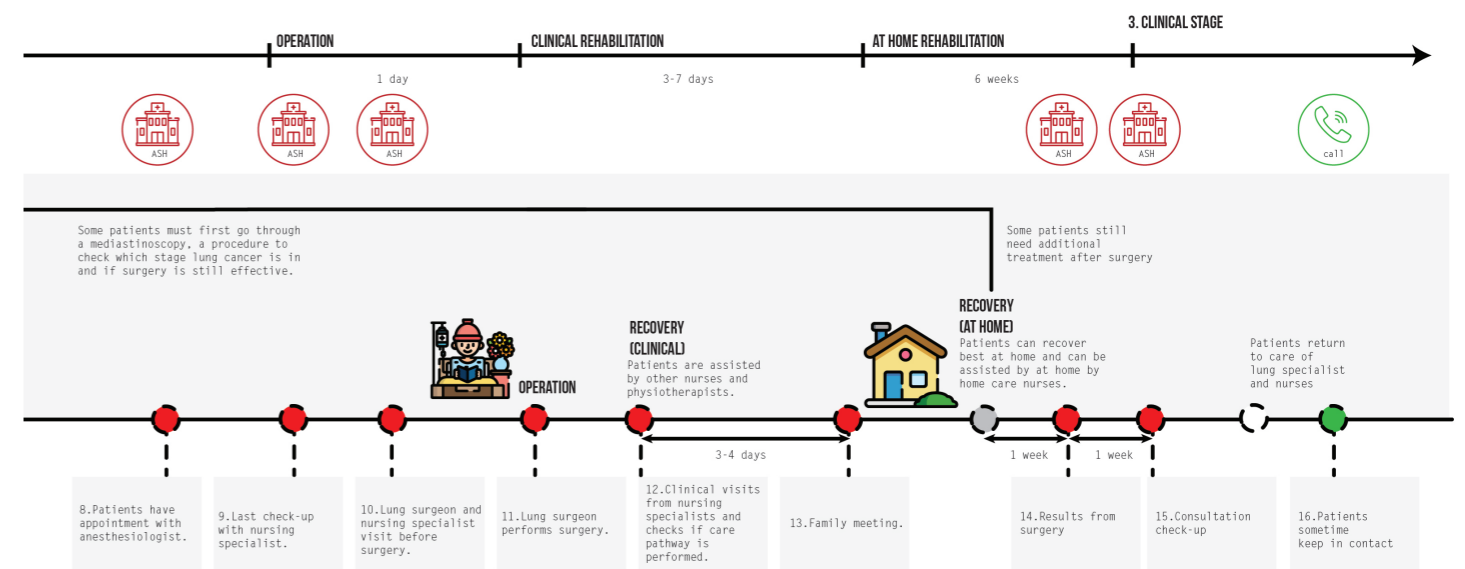 3. CLINICAL STAGE
OPERATION
CLINICAL REHABILITATION
AT HOME REHABILITATION
1 day
3-7 days
6 weeks
ASH
ASH
ASH
ASH
ASH
call
Some patients must first go through
a mediastinoscopy, a procedure to
check which stage lung cancer is in
and if surgery is still effective.
Some patients still
need additional
treatment after surgery
OPERATION
RECOVERY
(CLINICAL)
Patients are assisted
by other nurses and
physiotherapists.
RECOVERY
(AT HOME)
Patients can recover
best at home and can be
assisted by at home by
home care nurses.
Patients return
to care of
lung specialist
and nurses
3-4 days
1 week
1 week
8.Patients have
appointment with
anesthesiologist.
9.Last check-up
with nursing
specialist.
10.Lung surgeon and
nursing specialist
visit before
surgery.
11.Lung surgeon
performs surgery.
12.Clinical visits
from nursing
specialists and
checks if care
pathway is
performed.
13.Family meeting.
14.Results from
surgery
15.Consultation
check-up
16.Patients
sometime
keep in contact